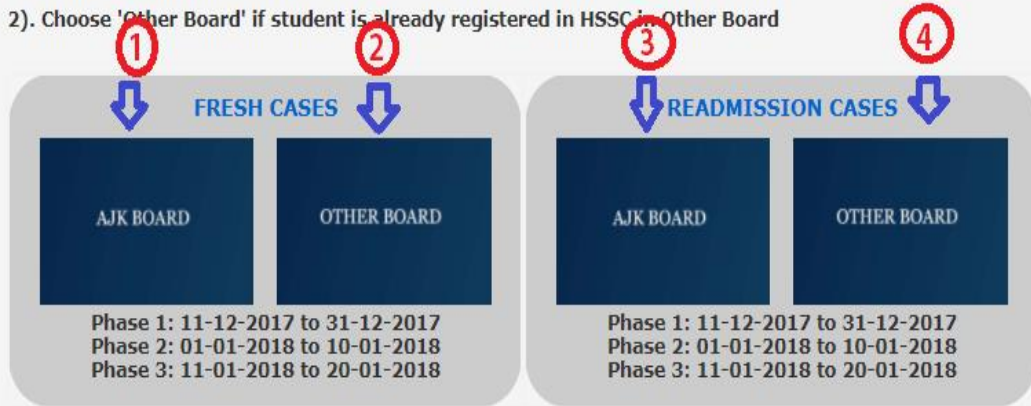 2). Choose 'Other Board' if student is already registered in HSSC in Other Board
1 2 3 4
FRESH CASES
AJK BOARD OTHER BOARD
Phase 1: 11-12-2017 to 31-12-2017
Phase 2: 01-01-2018 to 10-01-2018
Phase 3: 11-01-2018 to 20-01-2018
READMISSION CASES
AJK BOARD OTHER BOARD
Phase 1: 11-12-2017 to 31-12-2017
Phase 2: 01-01-2018 to 10-01-2018
Phase 3: 11-01-2018 to 20-01-2018